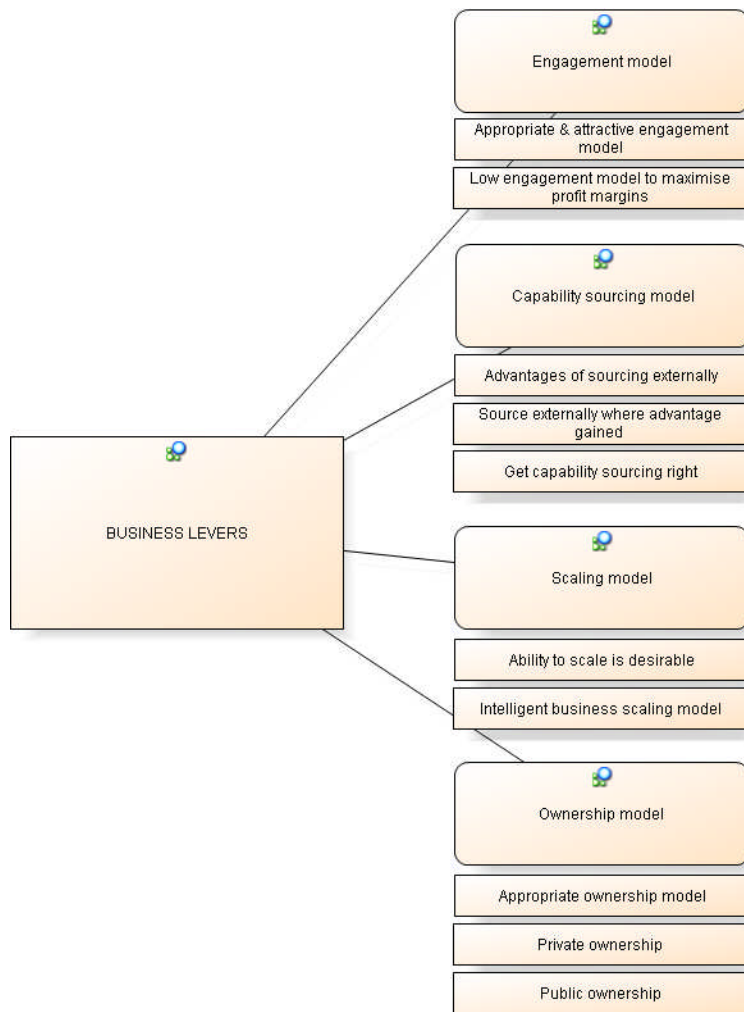 Engagement model
Appropriate & attractive engagement
model
Low engagement model to maximise
profit margins
Capability sourcing model
Advantages of sourcing externally
Source externally where advantage
gained
Get capability sourcing right
BUSINESS LEVERS
Scaling model
Ability to scale is desirable
Intelligent business scaling model
Ownership model
Appropriate ownership model
Private ownership
Public ownership